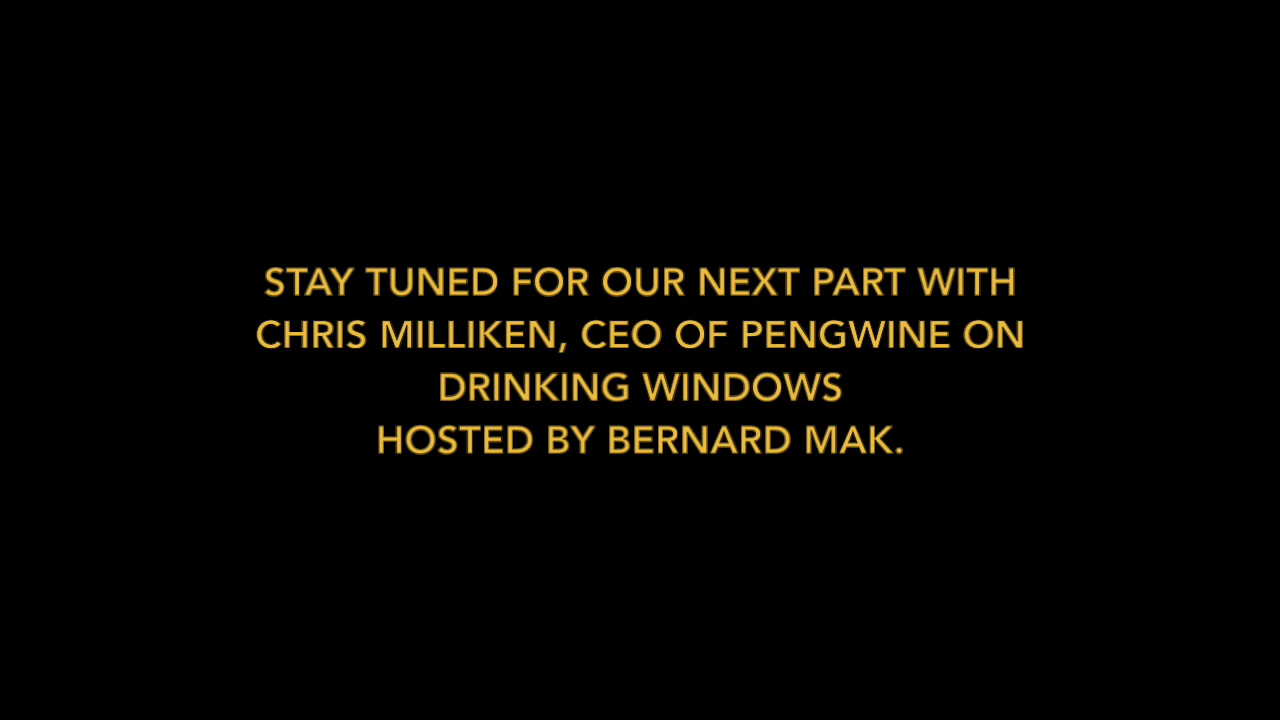 STAY TUNED FOR OUR NEXT PART WITH
CHRIS MILLIKEN, CEO OF PENGWINE ON
DRINKING WINDOWS
HOSTED BY BERNARD MAK.